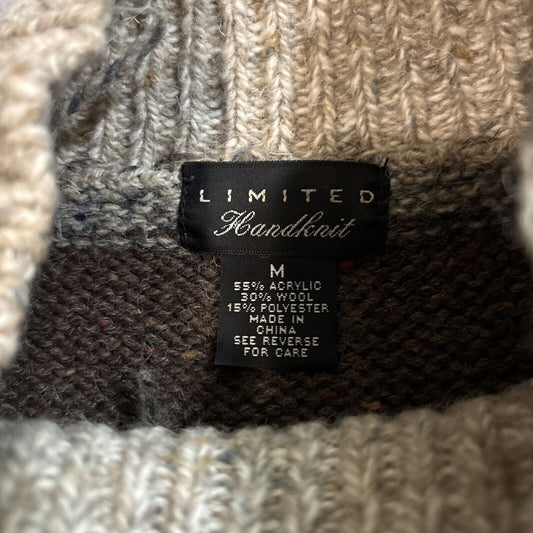 LIMITED
Handknit
M
55% ACRYLIC
30% WOOL
15% POLYESTER
MADE IN
CHINA
SEE REVERSE
FOR CARE